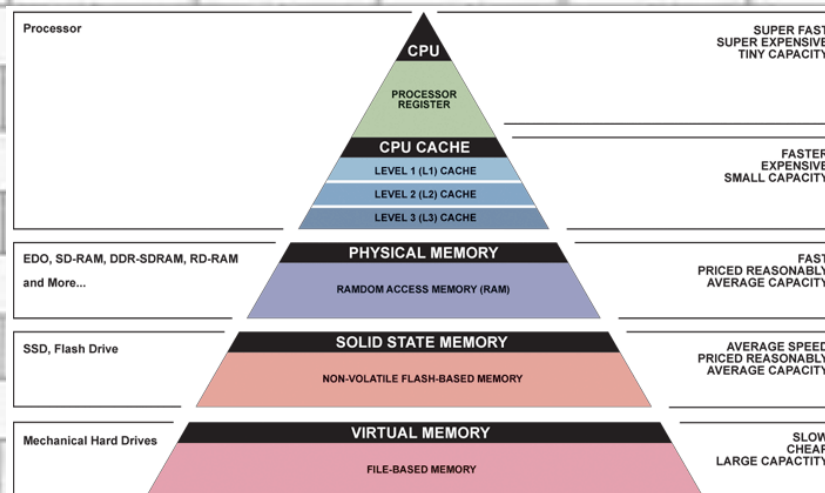 Processor
CPU
SUPER FAST
SUPER EXPENSIVE
TINY CAPACITY
PROCESSOR
REGISTER
CPU CACHE
LEVEL 1 (L1) CACHE
LEVEL 2 (L2) CACHE
LEVEL 3 (L3) CACHE
FASTER
EXPENSIVE
SMALL CAPACITY
EDO, SD-RAM, DDR-SDRAM, RD-RAM
and More...
PHYSICAL MEMORY
RAMDOM ACCESS MEMORY (RAM)
FAST
PRICED REASONABLY
AVERAGE CAPACITY
SSD, Flash Drive
SOLID STATE MEMORY
NON-VOLATILE FLASH-BASED MEMORY
AVERAGE SPEED
PRICED REASONABLY
AVERAGE CAPACITY
Mechanical Hard Drives
VIRTUAL MEMORY
FILE-BASED MEMORY
SLOW
CHEAP
LARGE CAPACTITY